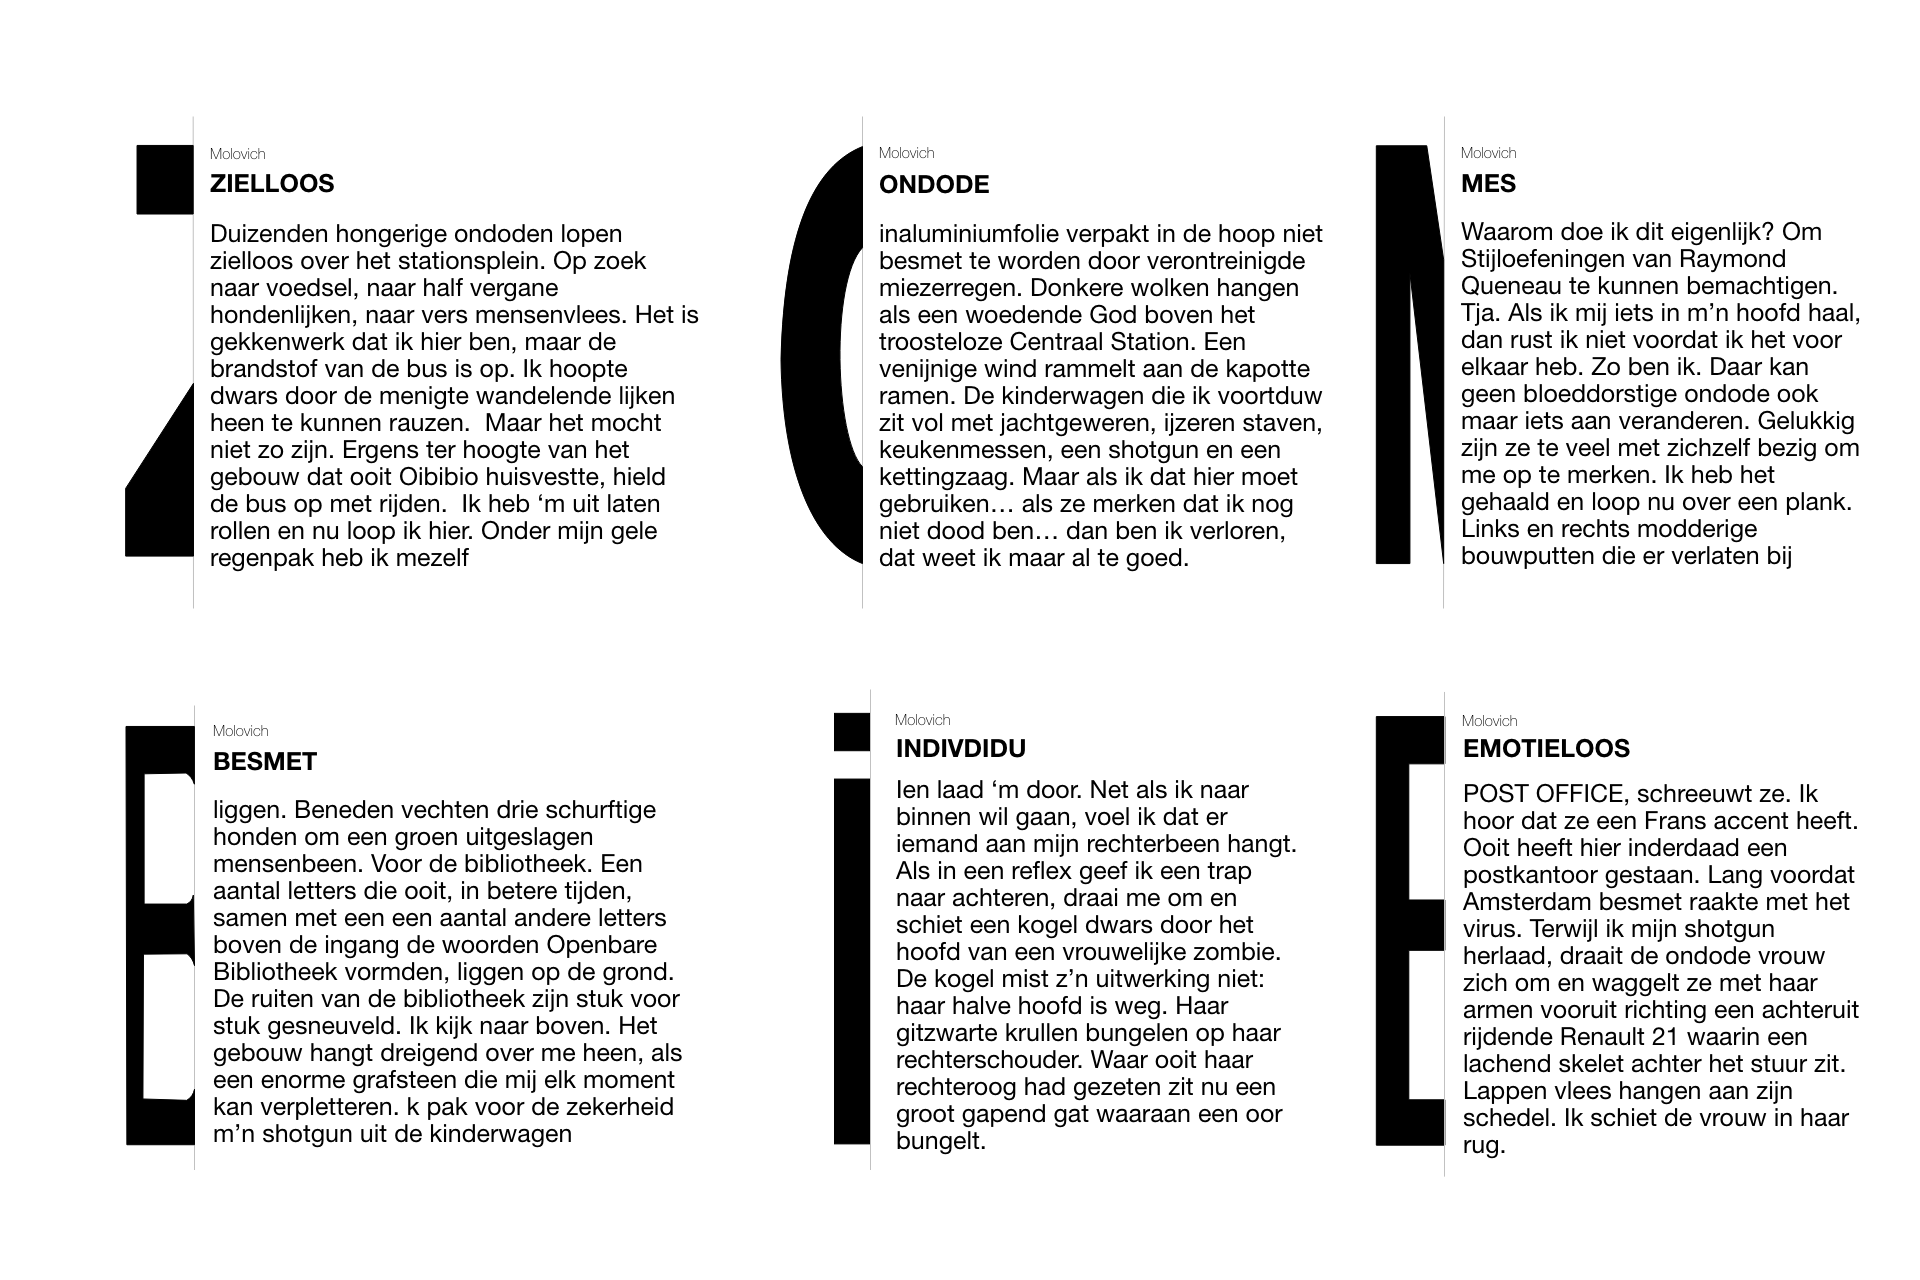 Z
Molovich
ZIELLOOS
Duizenden hongerige ondoden lopen
zielloos over het stationsplein. Op zoek
naar voedsel, naar half vergane
hondenlijken, naar vers mensenvlees. Het is
gekkenwerk dat ik hier ben, maar de
brandstof van de bus is op. Ik hoopte
dwars door de menigte wandelende lijken
heen te kunnen rauzen.  Maar het mocht
niet zo zijn. Ergens ter hoogte van het
gebouw dat ooit Oibibio huisvestte, hield
de bus op met rijden.  Ik heb ‘m uit laten
rollen en nu loop ik hier. Onder mijn gele
regenpak heb ik mezelf
O
Molovich
ONDODE
inaluminiumfolie verpakt in de hoop niet
besmet te worden door verontreinigde
miezerregen. Donkere wolken hangen
als een woedende God boven het
troosteloze Centraal Station. Een
venijnige wind rammelt aan de kapotte
ramen. De kinderwagen die ik voortduw
zit vol met jachtgeweren, ijzeren staven,
keukenmessen, een shotgun en een
kettingzaag. Maar als ik dat hier moet
gebruiken… als ze merken dat ik nog
niet dood ben… dan ben ik verloren,
dat weet ik maar al te goed.
M
Molovich
MES
Waarom doe ik dit eigenlijk? Om
Stijloefeningen van Raymond
Queneau te kunnen bemachtigen.
Tja. Als ik mij iets in m’n hoofd haal,
dan rust ik niet voordat ik het voor
elkaar heb. Zo ben ik. Daar kan
geen bloeddorstige ondode ook
maar iets aan veranderen. Gelukkig
zijn ze te veel met zichzelf bezig om
me op te merken. Ik heb het
gehaald en loop nu over een plank.
Links en rechts modderige
bouwputten die er verlaten bij
B
Molovich
BESMET
liggen. Beneden vechten drie schurftige
honden om een groen uitgeslagen
mensenbeen. Voor de bibliotheek. Een
aantal letters die ooit, in betere tijden,
samen met een een aantal andere letters
boven de ingang de woorden Openbare
Bibliotheek vormden, liggen op de grond.
De ruiten van de bibliotheek zijn stuk voor
stuk gesneuveld. Ik kijk naar boven. Het
gebouw hangt dreigend over me heen, als
een enorme grafsteen die mij elk moment
kan verpletteren. k pak voor de zekerheid
m’n shotgun uit de kinderwagen
i
Molovich
INDIVDIDU
Ien laad ‘m door. Net als ik naar
binnen wil gaan, voel ik dat er
iemand aan mijn rechterbeen hangt.
Als in een reflex geef ik een trap
naar achteren, draai me om en
schiet een kogel dwars door het
hoofd van een vrouwelijke zombie.
De kogel mist z’n uitwerking niet:
haar halve hoofd is weg. Haar
gitzwarte krullen bungelen op haar
rechterschouder. Waar ooit haar
rechteroog had gezeten zit nu een
groot gapend gat waaraan een oor
bungelt.
E
Molovich
EMOTIELOOS
POST OFFICE, schreeuwt ze. Ik
hoor dat ze een Frans accent heeft.
Ooit heeft hier inderdaad een
postkantoor gestaan. Lang voordat
Amsterdam besmet raakte met het
virus. Terwijl ik mijn shotgun
herlaad, draait de ondode vrouw
zich om en waggelt ze met haar
armen vooruit richting een achteruit
rijdende Renault 21 waarin een
lachend skelet achter het stuur zit.
Lappen vlees hangen aan zijn
schedel. Ik schiet de vrouw in haar
rug.